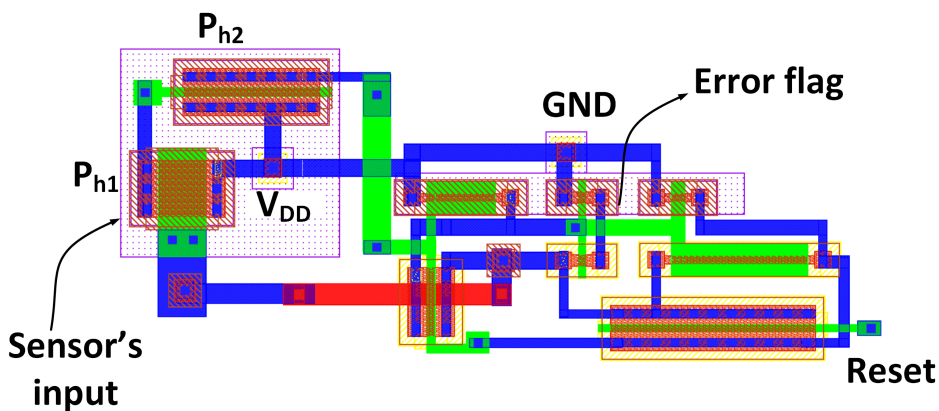 Ph2
Error flag
GND
Ph1
VDD
Sensor's
input
Reset